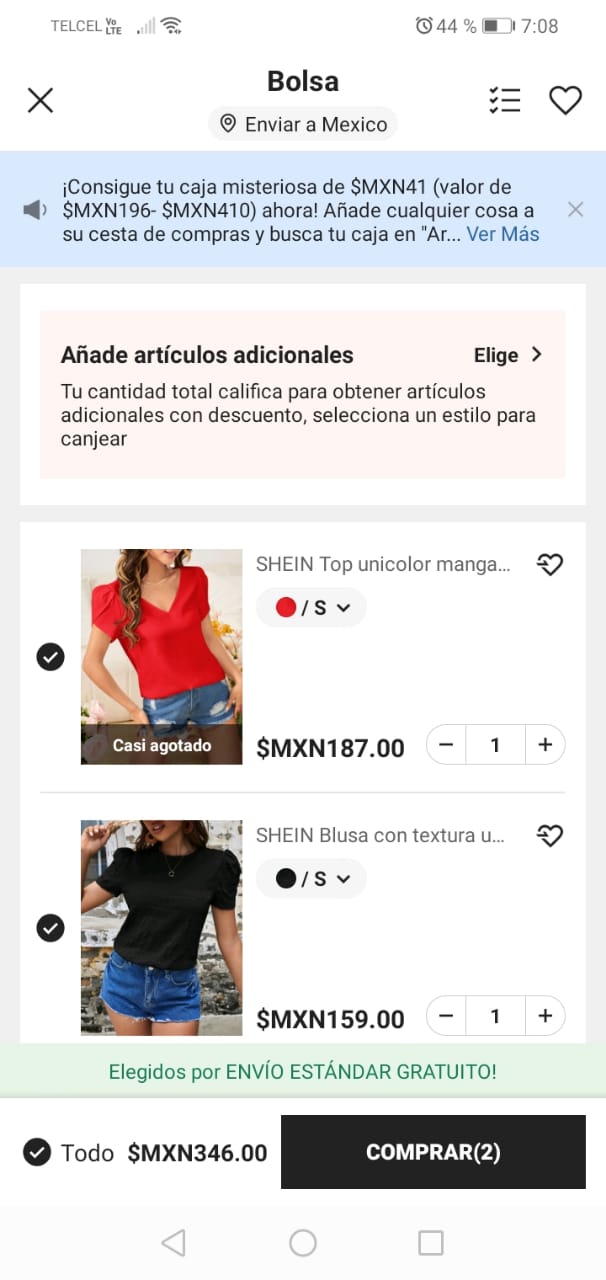 TELCEL Vo LTE 44 % 7:08
Bolsa
Enviar a Mexico
¡Consigue tu caja misteriosa de $MXN41 (valor de
$MXN196- $MXN410) ahora! Añade cualquier cosa a
su cesta de compras y busca tu caja en "Ar... Ver Más
Añade artículos adicionales Elige
Tu cantidad total califica para obtener artículos
adicionales con descuento, selecciona un estilo para
canjear
SHEIN Top unicolor manga...
/ S
Casi agotado
$MXN187.00 − 1 +
SHEIN Blusa con textura u...
/ S
$MXN159.00 − 1 +
Elegidos por ENVÍO ESTÁNDAR GRATUITO!
Todo $MXN346.00 COMPRAR(2)